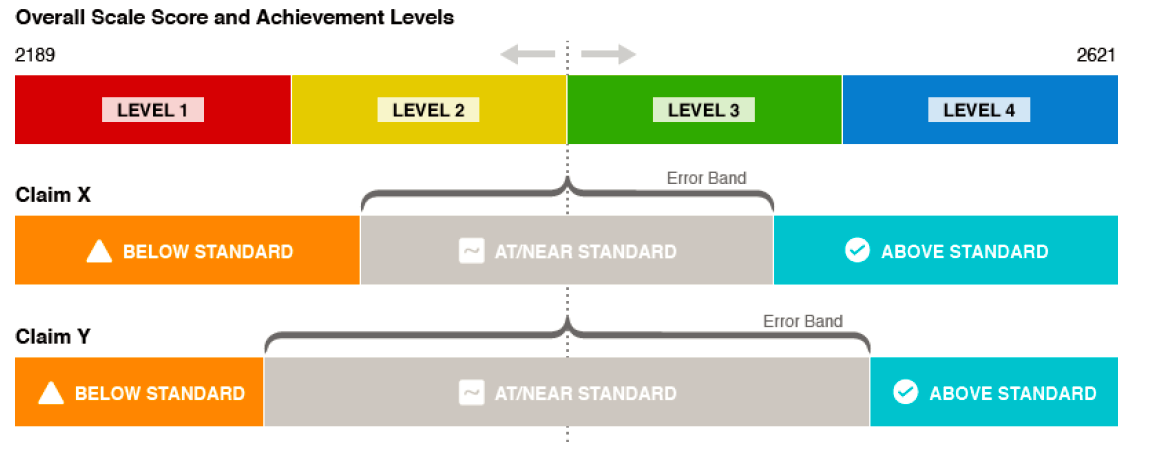 Overall Scale Score and Achievement Levels
2189 2621
LEVEL 1 LEVEL 2 LEVEL 3 LEVEL 4
Error Band
Claim X
BELOW STANDARD AT/NEAR STANDARD ABOVE STANDARD
Error Band
Claim Y
BELOW STANDARD AT/NEAR STANDARD ABOVE STANDARD